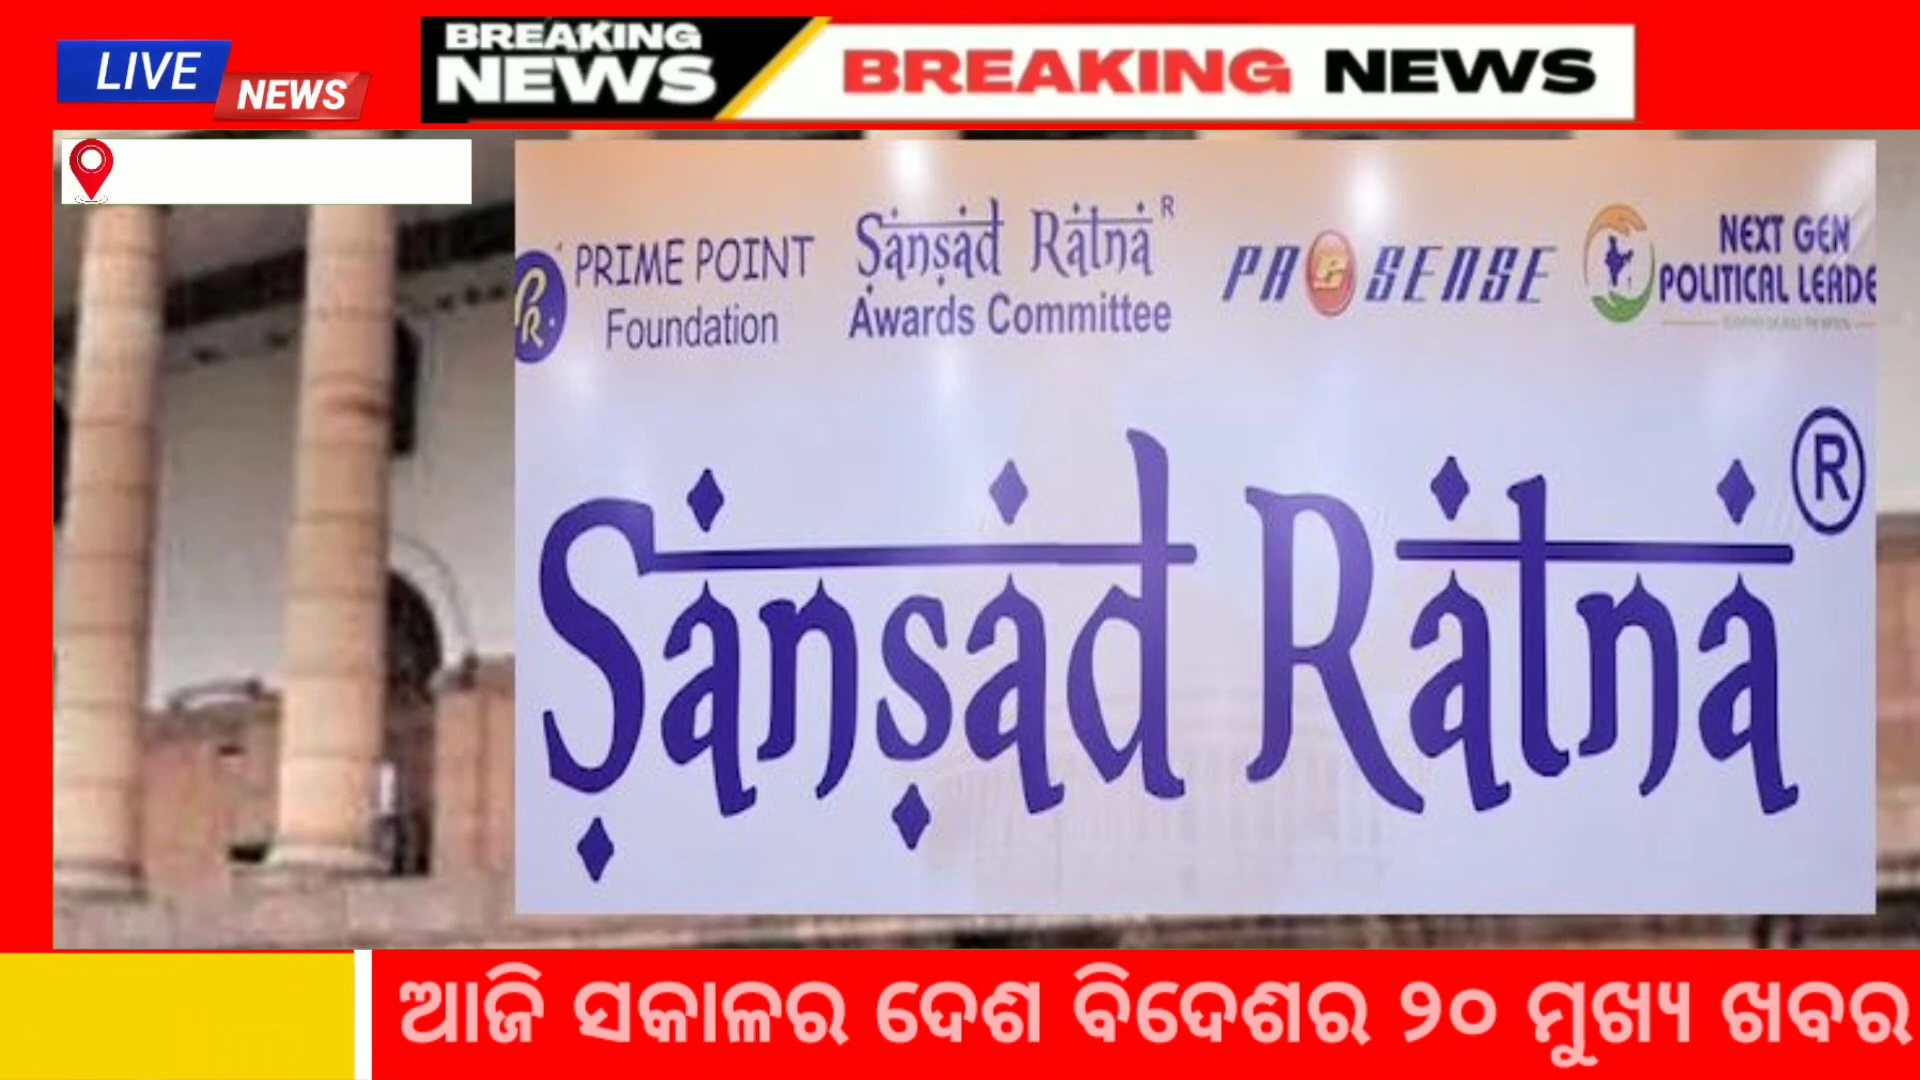 LIVE
NEWS
BREAKING
NEWS
BREAKING NEWS
PR
PRIME POINT
Foundation
Sansad Ratna R
Awards Committee
PReSENSE
NEXT GEN
POLITICAL LEADE
Sansad Ratna ®
ଆଜି ସକାଳର ଦେଶ ବିଦେଶର ୨୦ ମୁଖ୍ୟ ଖବର